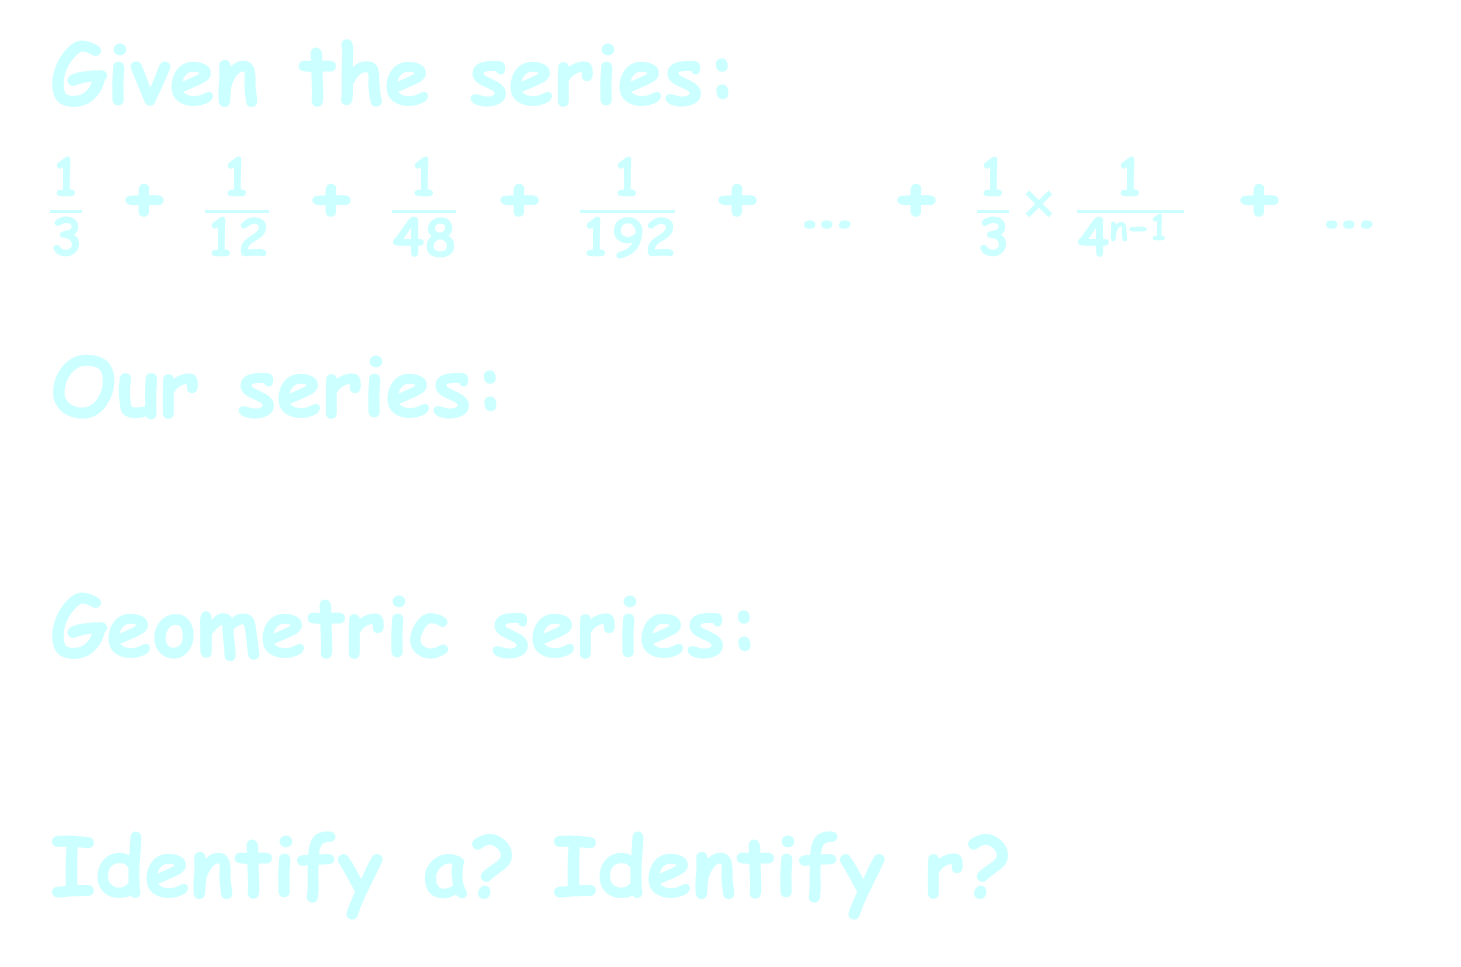 Given the series:
1/3 + 1/12 + 1/48 + 1/192 + ... + 1/3 × 1/4ⁿ⁻¹ + ...
Our series:
Geometric series:
Identify a? Identify r?